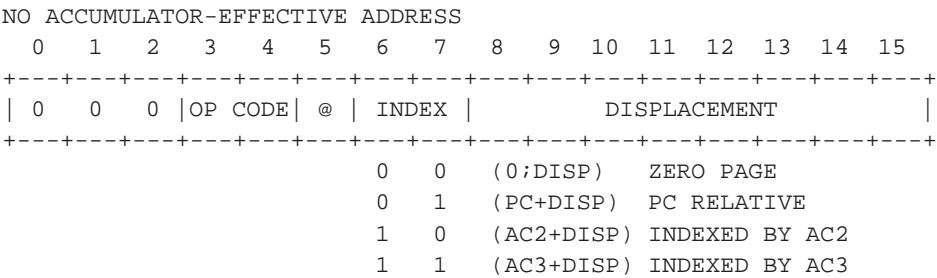 NO ACCUMULATOR-EFFECTIVE ADDRESS
  0   1   2   3   4   5   6   7   8   9  10  11  12  13  14  15
+---+---+---+---+---+---+---+---+---+---+---+---+---+---+---+---+
| 0   0   0 |OP CODE| @ | INDEX |         DISPLACEMENT          |
+---+---+---+---+---+---+---+---+---+---+---+---+---+---+---+---+
                          0   0   (0;DISP)   ZERO PAGE
                          0   1   (PC+DISP)  PC RELATIVE
                          1   0   (AC2+DISP) INDEXED BY AC2
                          1   1   (AC3+DISP) INDEXED BY AC3